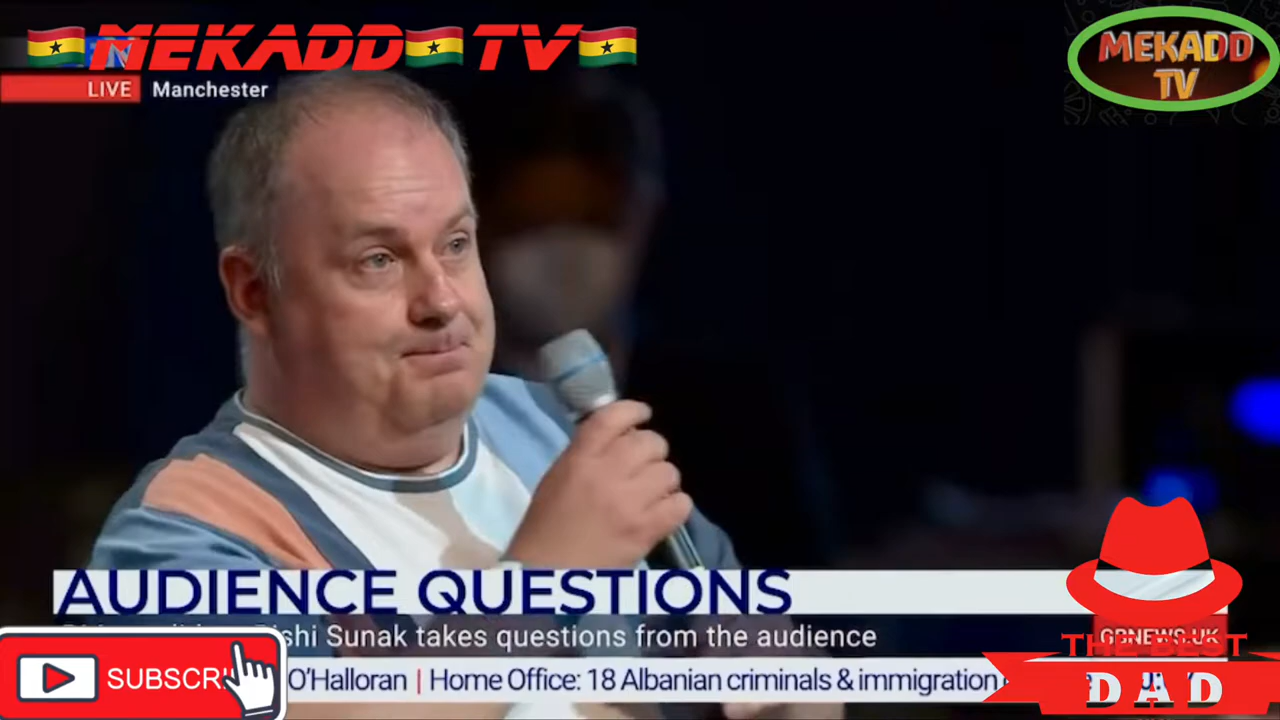 MEKADD TV
MEKADD
TV
LIVE Manchester
AUDIENCE QUESTIONS
Rishi Sunak takes questions from the audience
GBNEWS.UK
THE BEST
SUBSCRI
O'Halloran | Home Office: 18 Albanian criminals & immigration
DAD